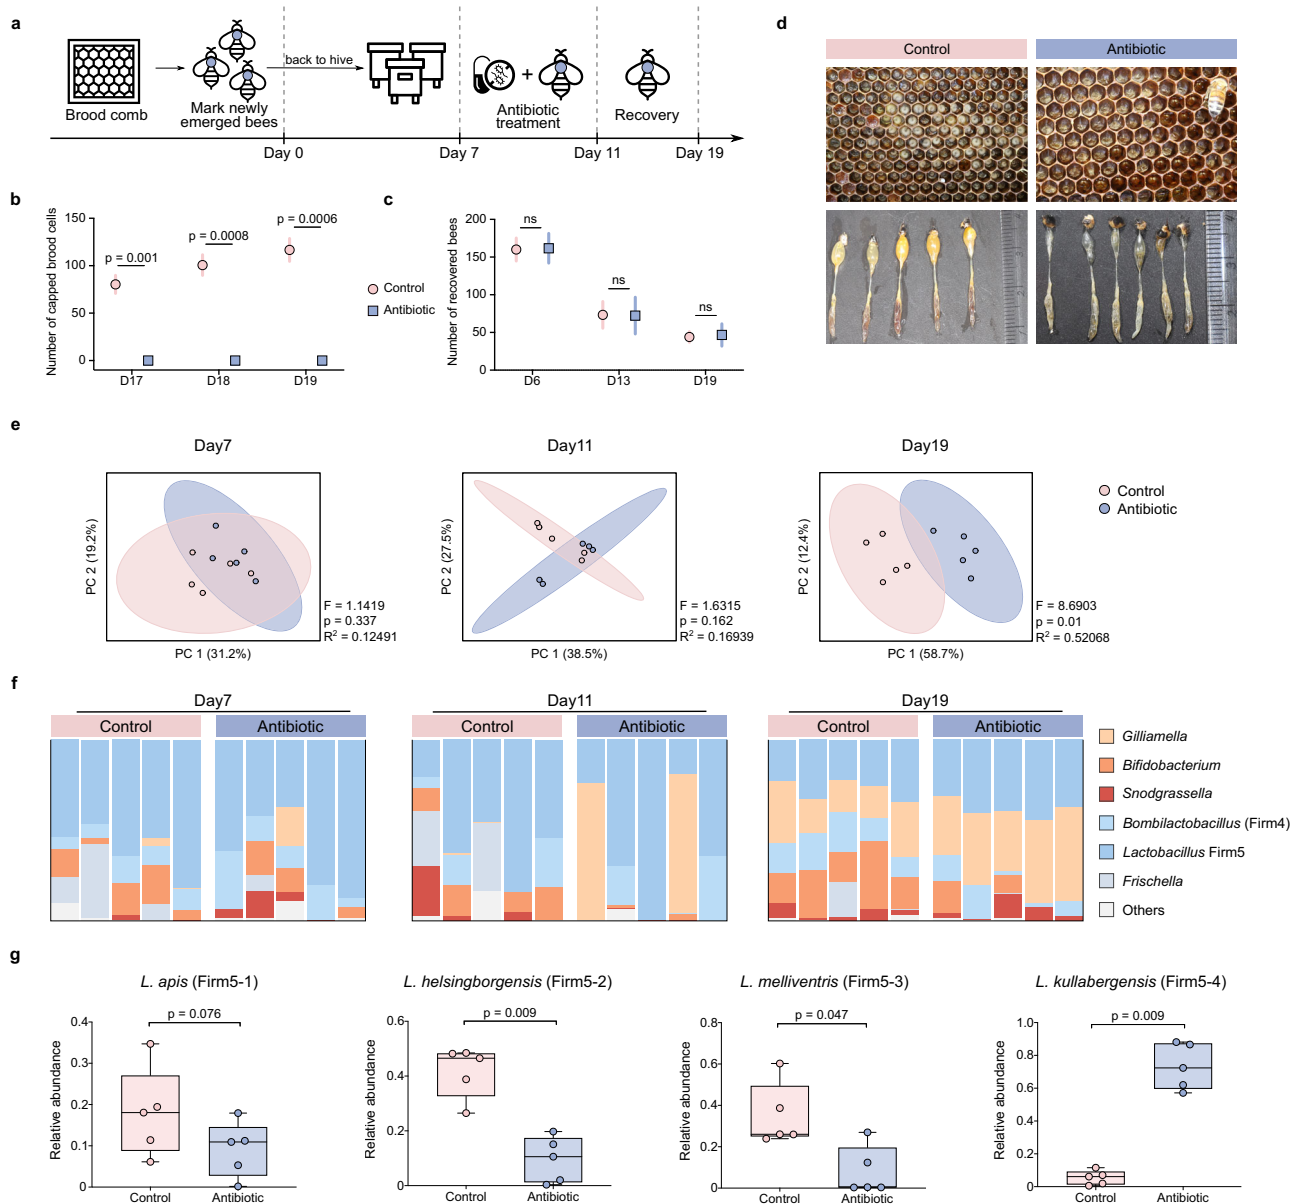 a
Brood comb
Mark newly
emerged bees
back to hive
+
Antibiotic
treatment
Recovery
Day 0
Day 7
Day 11
Day 19
b
Number of capped brood cells
150
100
50
0
p = 0.001
p = 0.0008
p = 0.0006
D17
D18
D19
Control
Antibiotic
c
Number of recovered bees
200
150
100
50
0
ns
ns
ns
D6
D13
D19
d
Control
Antibiotic
e
Day7
PC 2 (19.2%)
PC 1 (31.2%)
F = 1.1419
p = 0.337
R² = 0.12491
Day11
PC 2 (27.5%)
PC 1 (38.5%)
F = 1.6315
p = 0.162
R² = 0.16939
Day19
PC 2 (12.4%)
PC 1 (58.7%)
F = 8.6903
p = 0.01
R² = 0.52068
Control
Antibiotic
f
Day7
Control
Antibiotic
Day11
Control
Antibiotic
Day19
Control
Antibiotic
Gilliamella
Bifidobacterium
Snodgrassella
Bombilactobacillus (Firm4)
Lactobacillus Firm5
Frischella
Others
g
L. apis (Firm5-1)
p = 0.076
Relative abundance
0.4
0.3
0.2
0.1
0
Control
Antibiotic
L. helsingborgensis (Firm5-2)
p = 0.009
Relative abundance
0.6
0.4
0.2
0
Control
Antibiotic
L. melliventris (Firm5-3)
p = 0.047
Relative abundance
0.8
0.6
0.4
0.2
0
Control
Antibiotic
L. kullabergensis (Firm5-4)
p = 0.009
Relative abundance
1.0
0.8
0.6
0.4
0.2
0
Control
Antibiotic